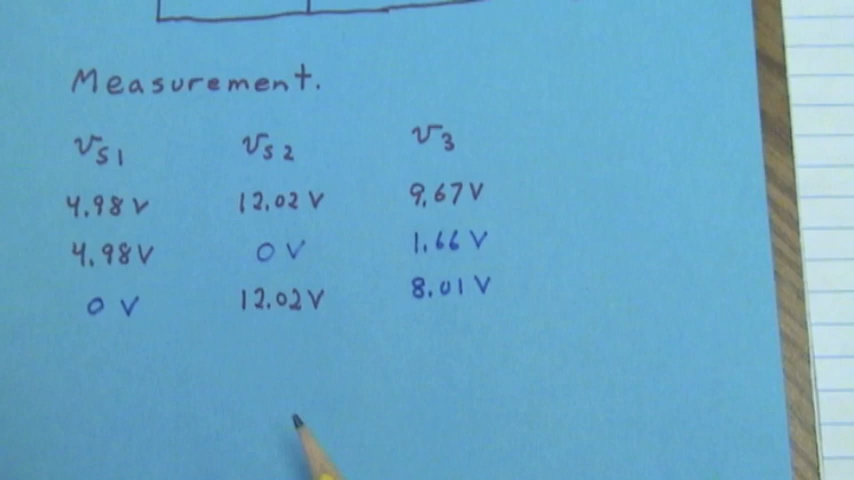 Measurement.
vS1 vS2 v3
4.98 V 12.02 V 9.67 V
4.98 V 0 V 1.66 V
0 V 12.02 V 8.01 V